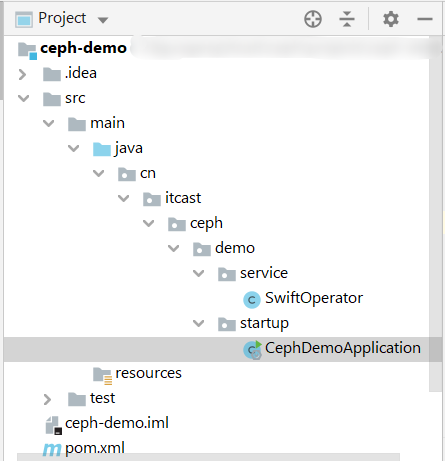 Project
ceph-demo
.idea
src
main
java
cn
itcast
ceph
demo
service
SwiftOperator
startup
CephDemoApplication
resources
test
ceph-demo.iml
pom.xml